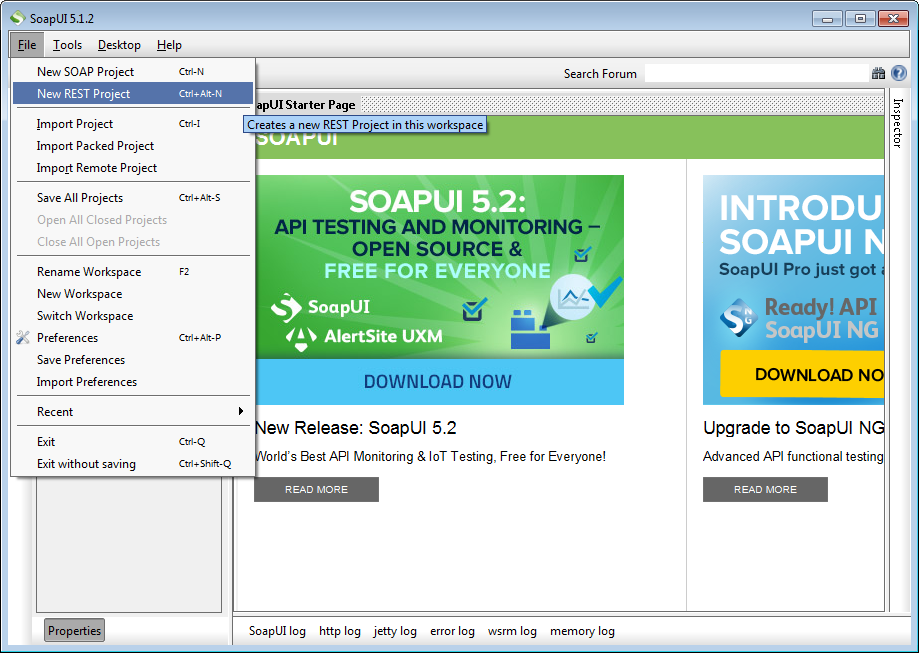 SoapUI 5.1.2
File Tools Desktop Help
Search Forum
New SOAP Project Ctrl-N
New REST Project Ctrl+Alt-N
Import Project Ctrl-I
Import Packed Project
Import Remote Project
Save All Projects Ctrl+Alt-S
Open All Closed Projects
Close All Open Projects
Rename Workspace F2
New Workspace
Switch Workspace
Preferences Ctrl+Alt-P
Save Preferences
Import Preferences
Recent
Exit Ctrl-Q
Exit without saving Ctrl+Shift-Q
apUI Starter Page
Creates a new REST Project in this workspace
SOAPUI
SOAPUI 5.2:
API TESTING AND MONITORING –
OPEN SOURCE &
FREE FOR EVERYONE
SoapUI
AlertSite UXM
DOWNLOAD NOW
New Release: SoapUI 5.2
World's Best API Monitoring & IoT Testing, Free for Everyone!
READ MORE
INTRODU
SOAPUI N
SoapUI Pro just got a
S NG
Ready! API
SoapUI NG
DOWNLOAD NO
Upgrade to SoapUI NG
Advanced API functional testing
READ MORE
Inspector
Properties
SoapUI log http log jetty log error log wsrm log memory log